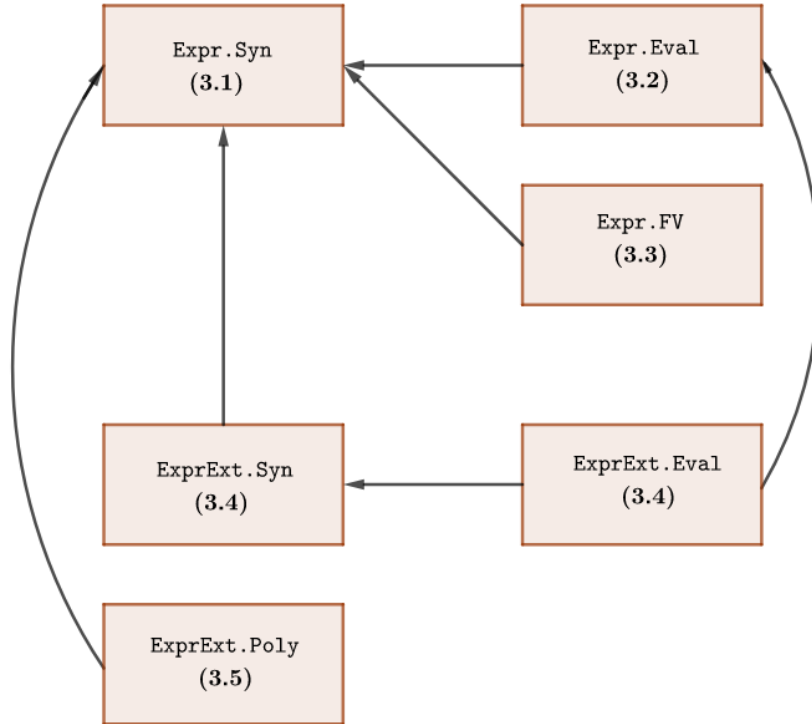 Expr.Syn
(3.1)
Expr.Eval
(3.2)
Expr.FV
(3.3)
ExprExt.Syn
(3.4)
ExprExt.Eval
(3.4)
ExprExt.Poly
(3.5)